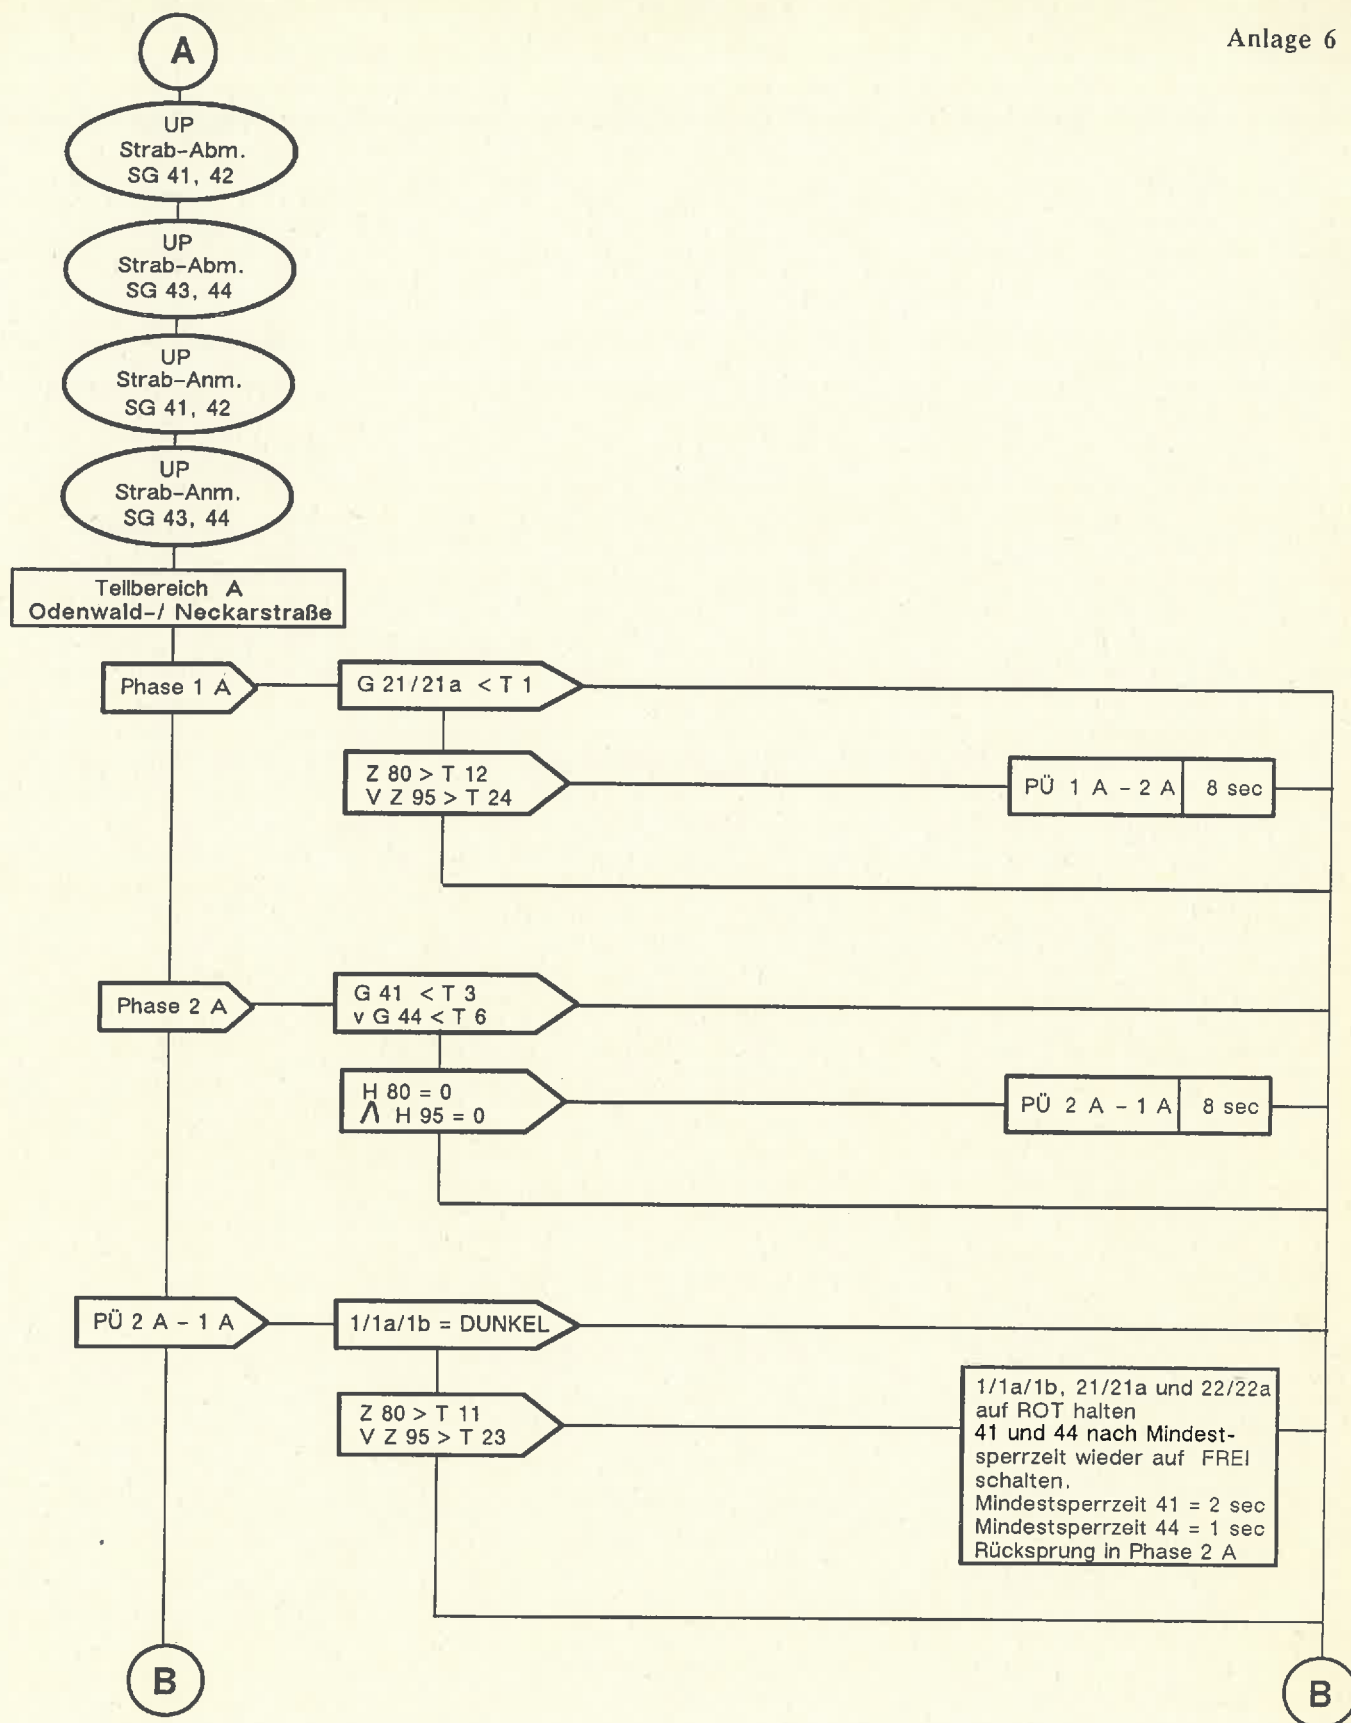 Anlage 6
A
UP
Strab-Abm.
SG 41, 42
UP
Strab-Abm.
SG 43, 44
UP
Strab-Anm.
SG 41, 42
UP
Strab-Anm.
SG 43, 44
Teilbereich A
Odenwald-/ Neckarstraße
Phase 1 A
G 21/21a < T 1
Z 80 > T 12
V Z 95 > T 24
PÜ 1 A - 2 A
8 sec
Phase 2 A
G 41 < T 3
v G 44 < T 6
H 80 = 0
Λ H 95 = 0
PÜ 2 A - 1 A
8 sec
PÜ 2 A - 1 A
1/1a/1b = DUNKEL
Z 80 > T 11
V Z 95 > T 23
1/1a/1b, 21/21a und 22/22a
auf ROT halten
41 und 44 nach Mindest-
sperrzeit wieder auf FREI
schalten.
Mindestsperrzeit 41 = 2 sec
Mindestsperrzeit 44 = 1 sec
Rücksprung in Phase 2 A
B
B